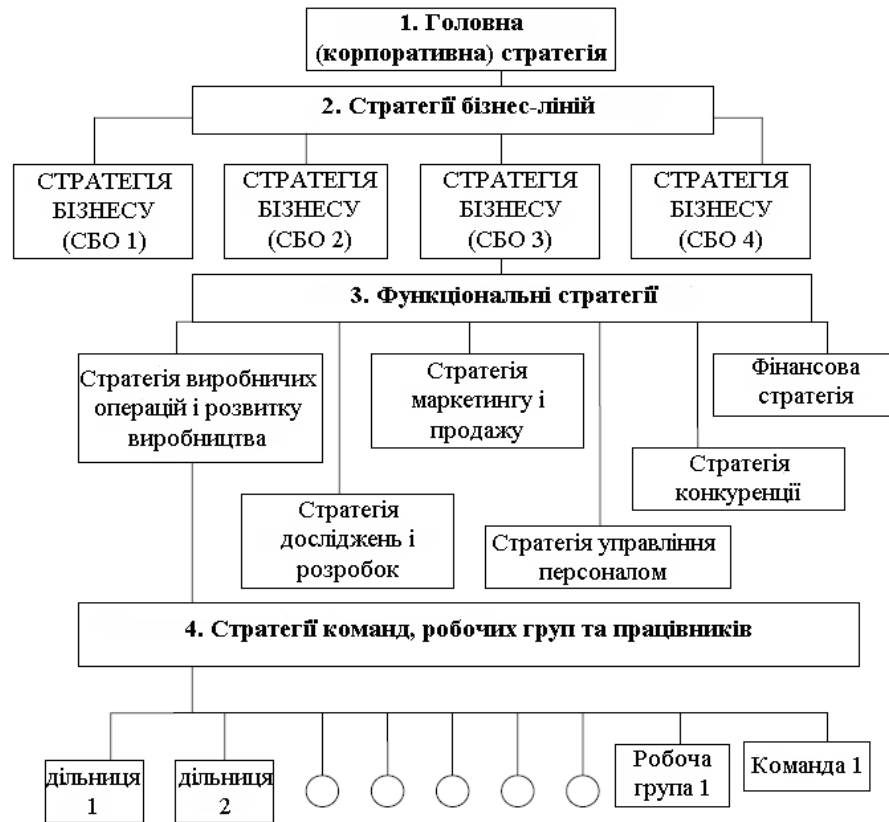 1. Головна
(корпоративна) стратегія
2. Стратегії бізнес-ліній
СТРАТЕГІЯ
БІЗНЕСУ
(СБО 1)
СТРАТЕГІЯ
БІЗНЕСУ
(СБО 2)
СТРАТЕГІЯ
БІЗНЕСУ
(СБО 3)
СТРАТЕГІЯ
БІЗНЕСУ
(СБО 4)
3. Функціональні стратегії
Стратегія виробничих
операцій і розвитку
виробництва
Стратегія
маркетингу і
продажу
Фінансова
стратегія
Стратегія
конкуренції
Стратегія
досліджень і
розробок
Стратегія управління
персоналом
4. Стратегії команд, робочих груп та працівників
дільниця
1
дільниця
2
Робоча
група 1
Команда 1